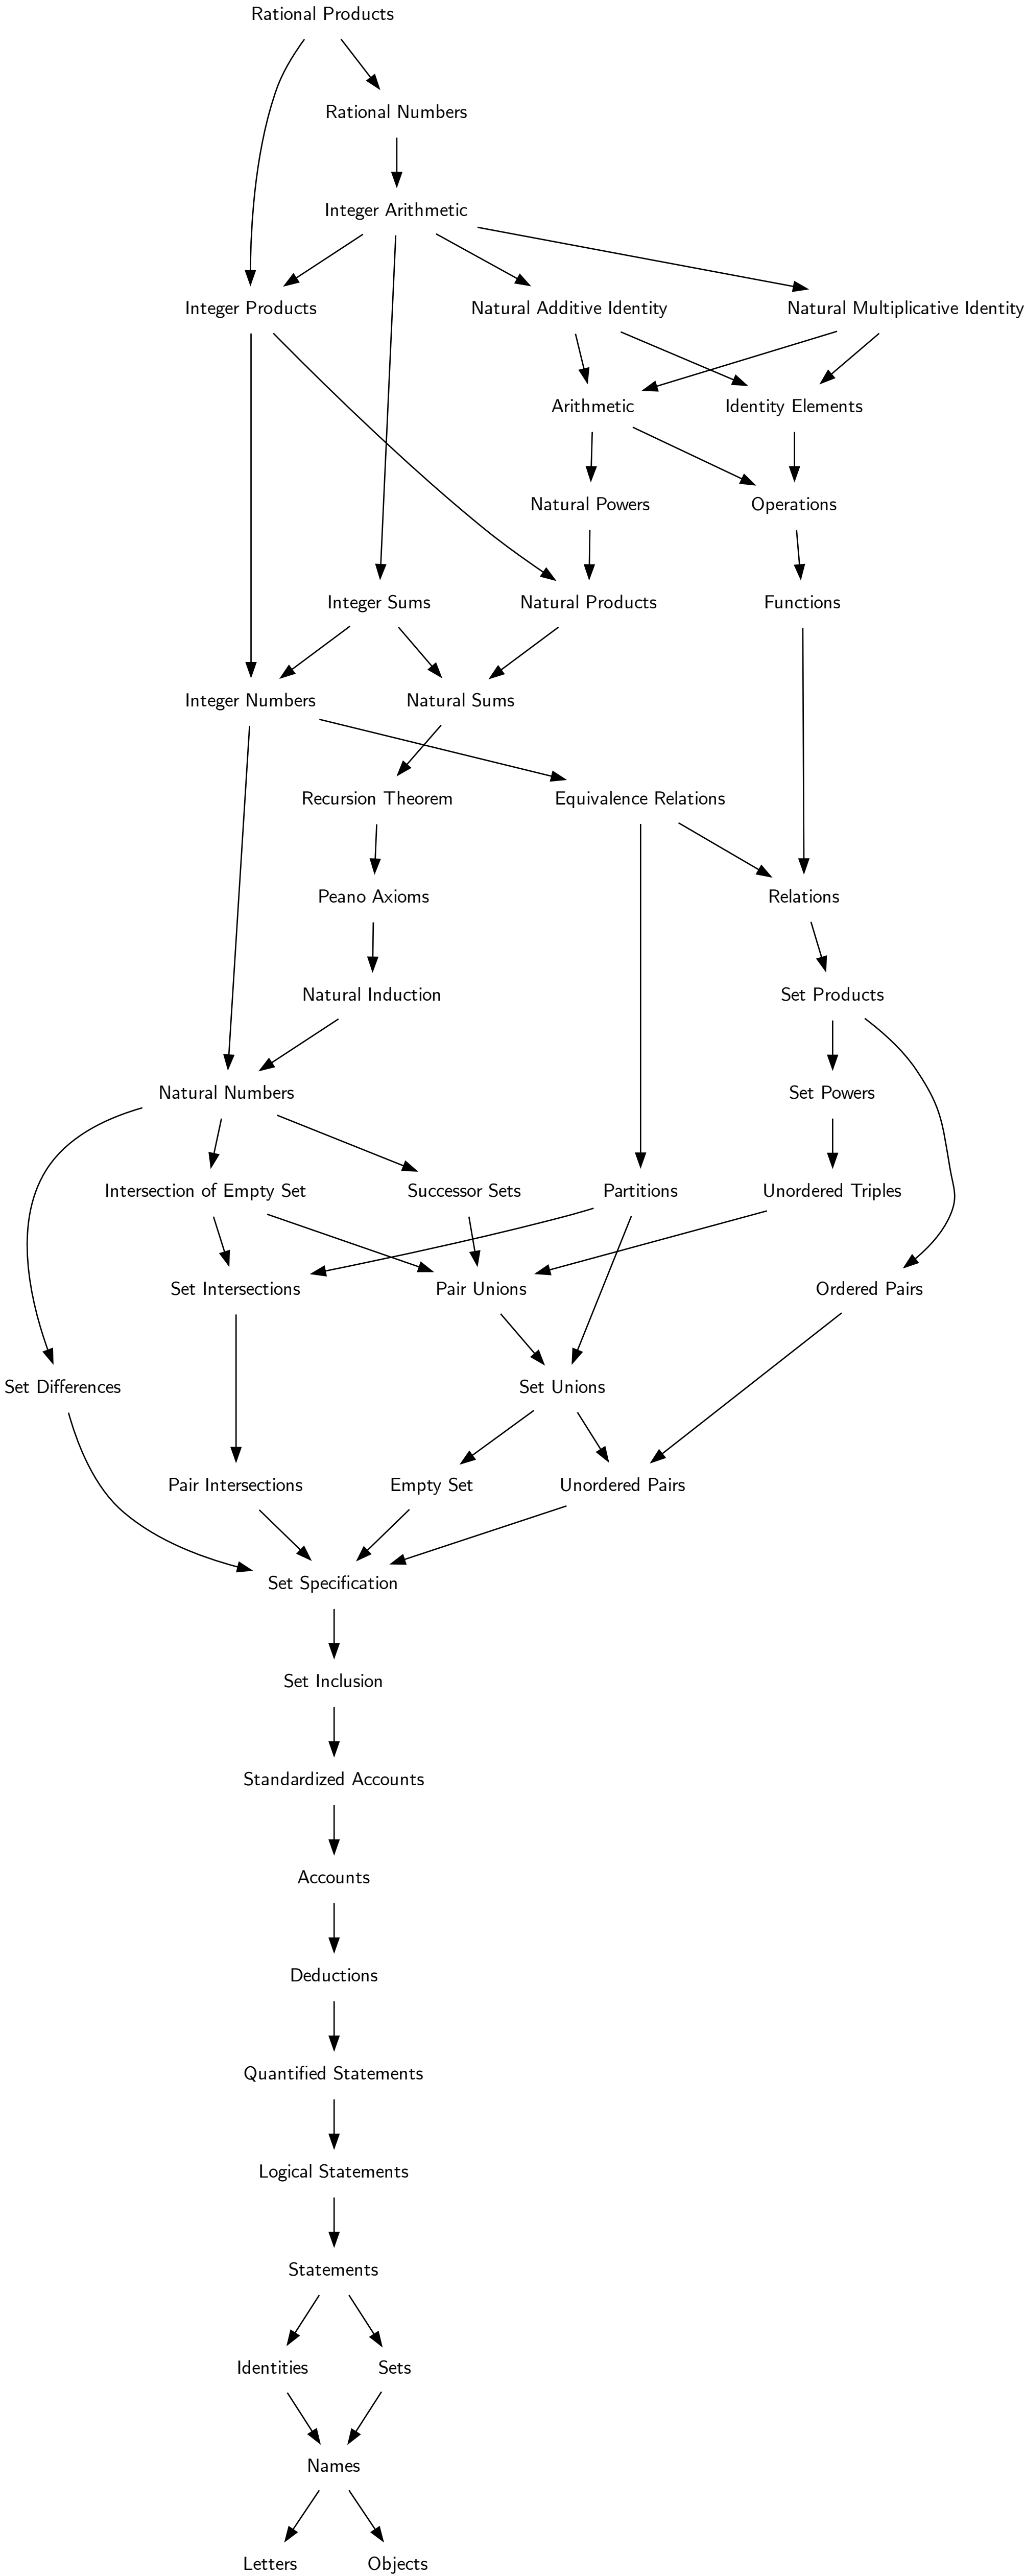 Rational Products
Rational Numbers
Integer Arithmetic
Integer Products
Natural Additive Identity
Natural Multiplicative Identity
Arithmetic
Identity Elements
Natural Powers
Operations
Integer Sums
Natural Products
Functions
Integer Numbers
Natural Sums
Recursion Theorem
Equivalence Relations
Peano Axioms
Relations
Natural Induction
Set Products
Natural Numbers
Set Powers
Intersection of Empty Set
Successor Sets
Partitions
Unordered Triples
Set Intersections
Pair Unions
Ordered Pairs
Set Differences
Set Unions
Pair Intersections
Empty Set
Unordered Pairs
Set Specification
Set Inclusion
Standardized Accounts
Accounts
Deductions
Quantified Statements
Logical Statements
Statements
Identities
Sets
Names
Letters
Objects